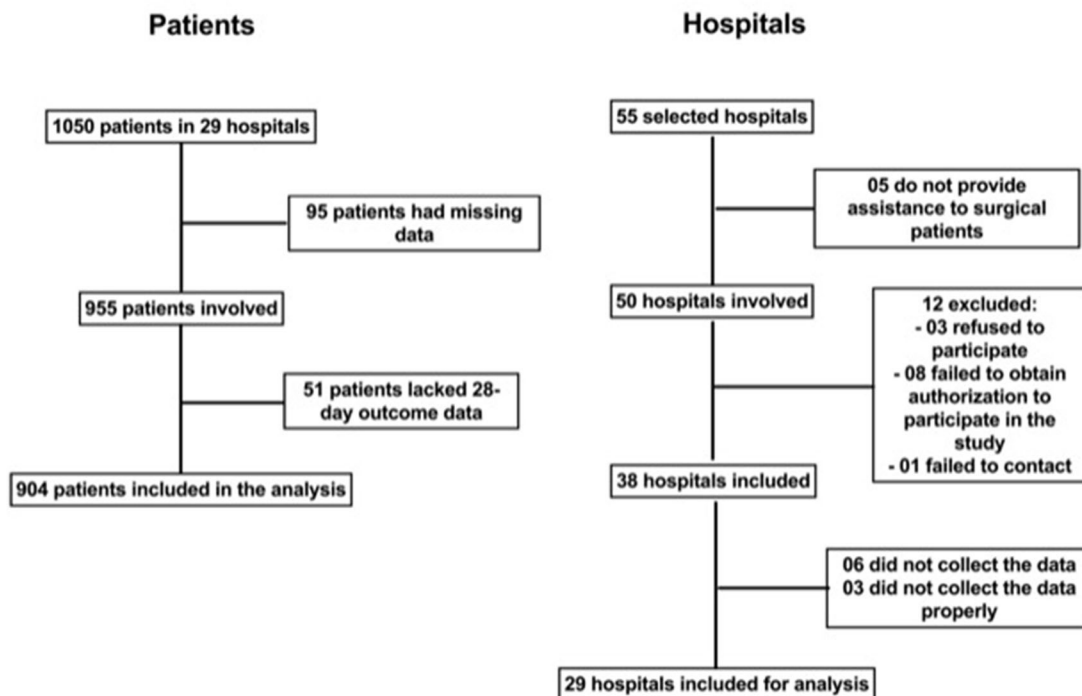 Patients
1050 patients in 29 hospitals
95 patients had missing
data
955 patients involved
51 patients lacked 28-
day outcome data
904 patients included in the analysis
Hospitals
55 selected hospitals
05 do not provide
assistance to surgical
patients
50 hospitals involved
12 excluded:
- 03 refused to
participate
- 08 failed to obtain
authorization to
participate in the
study
- 01 failed to contact
38 hospitals included
06 did not collect the data
03 did not collect the data
properly
29 hospitals included for analysis